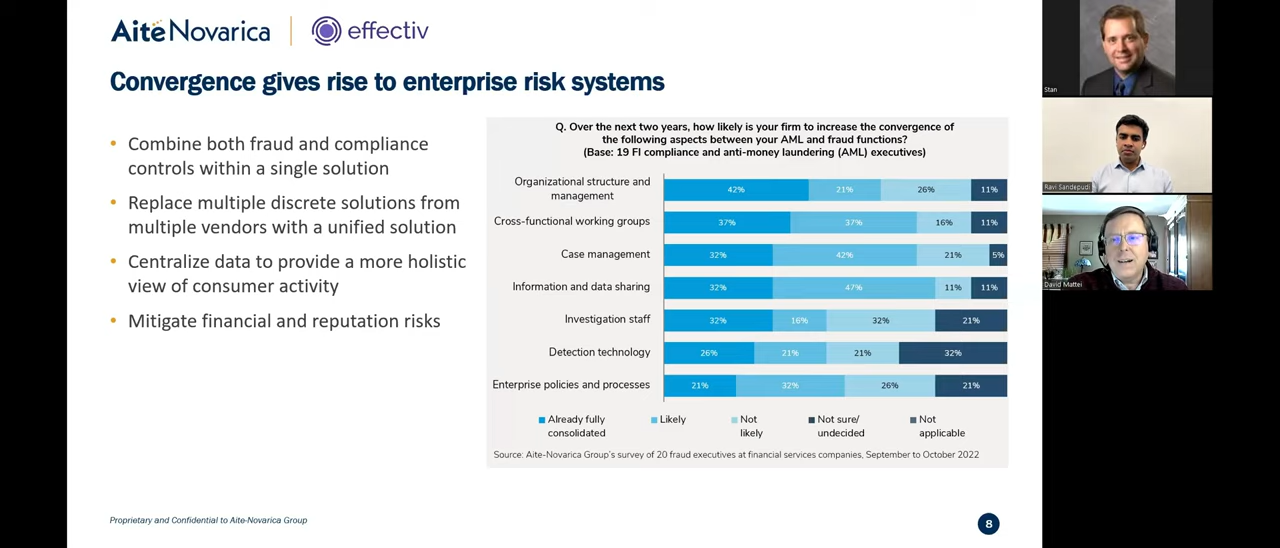 Aite Novarica
effectiv
Convergence gives rise to enterprise risk systems
• Combine both fraud and compliance
controls within a single solution
• Replace multiple discrete solutions from
multiple vendors with a unified solution
• Centralize data to provide a more holistic
view of consumer activity
• Mitigate financial and reputation risks
Q. Over the next two years, how likely is your firm to increase the convergence of
the following aspects between your AML and fraud functions?
(Base: 19 FI compliance and anti-money laundering (AML) executives)
Organizational structure and
management
42% 21% 26% 11%
Cross-functional working groups 37% 37% 16% 11%
Case management 32% 42% 21% 5%
Information and data sharing 32% 47% 11% 11%
Investigation staff 32% 16% 32% 21%
Detection technology 26% 21% 21% 32%
Enterprise policies and processes 21% 32% 26% 21%
Already fully
consolidated
Likely
Not
likely
Not sure/
undecided
Not
applicable
Source: Aite-Novarica Group's survey of 20 fraud executives at financial services companies, September to October 2022
Proprietary and Confidential to Aite-Novarica Group
8
Stan
Ravi Sandepudi
David Mattei